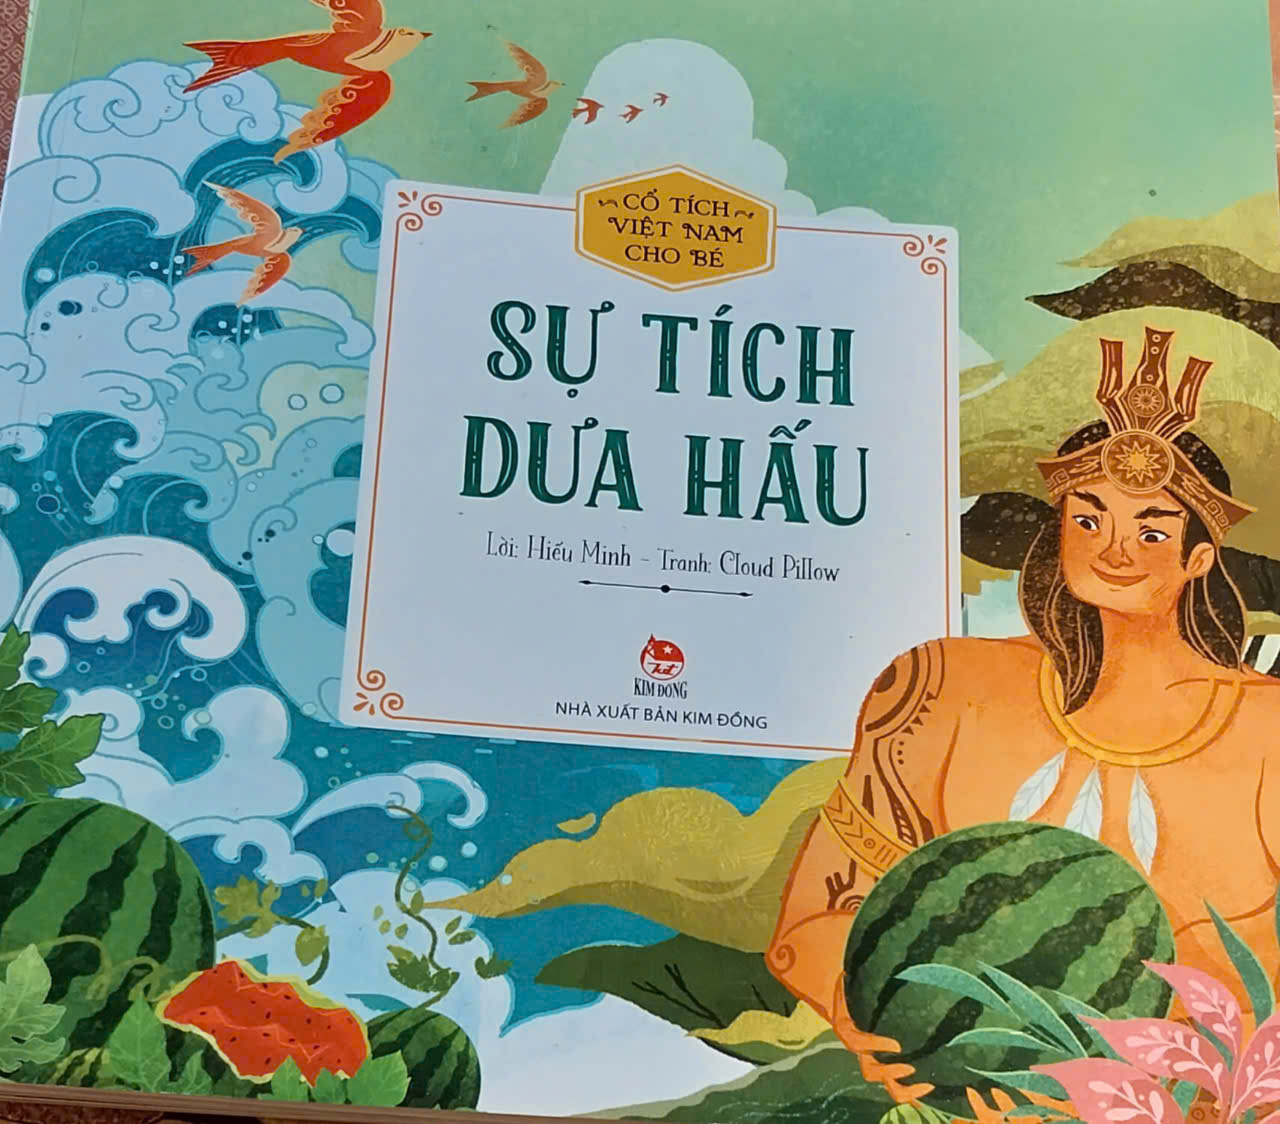 CỔ TÍCH
VIỆT NAM
CHO BÉ
SỰ TÍCH
DƯA HẤU
Lời: Hiếu Minh – Tranh: Cloud Pillow
KIM ĐỒNG
NHÀ XUẤT BẢN KIM ĐỒNG